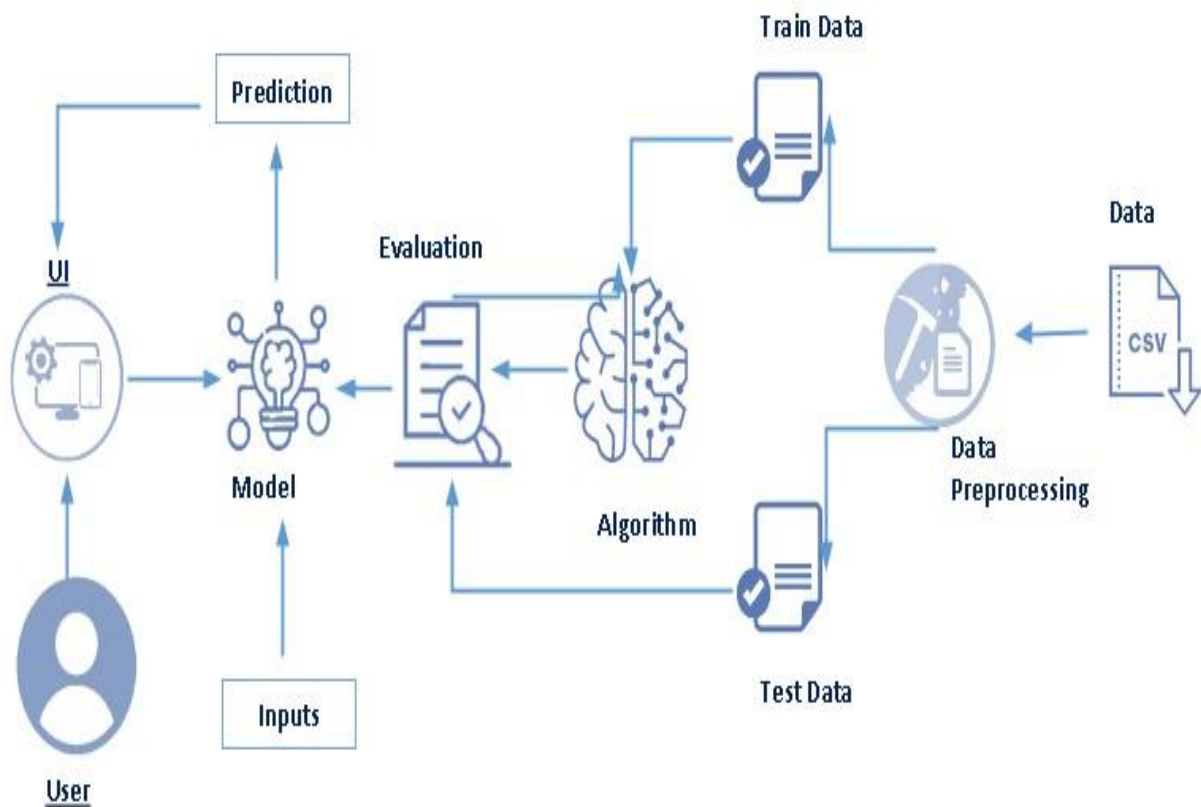 Train Data
Prediction
Data
Evaluation
UI
CSV
Data
Preprocessing
Model
Algorithm
Test Data
Inputs
User